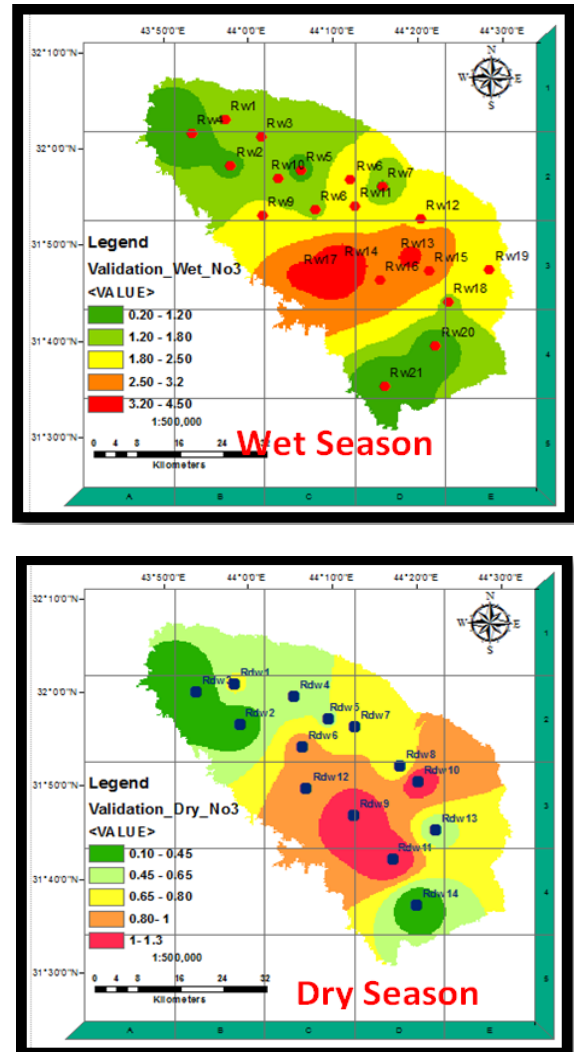 43°50'0"E 44°0'0"E 44°10'0"E 44°20'0"E 44°30'0"E
32°10'0"N
N
W E
S
1
Rw1
Rw4 Rw3
32°0'0"N
Rw2 Rw10 Rw5 Rw6 Rw7
2
Rw9 Rw8 Rw11
Rw12
31°50'0"N
Legend
Rw17 Rw14 Rw13
Rw16 Rw15 Rw19
3
Validation_Wet_No3
<VALUE>
Rw18
0.20 - 1.20
1.20 - 1.80
31°40'0"N
Rw20
4
1.80 - 2.50
2.50 - 3.2
Rw21
3.20 - 4.50
1:500,000
31°30'0"N
0 4 8 16 24 32
Kilometers
Wet Season
5
A B C D E
43°50'0"E 44°0'0"E 44°10'0"E 44°20'0"E 44°30'0"E
32°10'0"N
N
W E
S
1
Rdw3 Rdw1
32°0'0"N
Rdw4
Rdw2 Rdw5 Rdw7
2
Rdw6
Rdw8
31°50'0"N
Legend
Rdw12 Rdw10
3
Validation_Dry_No3
Rdw9 Rdw13
<VALUE>
0.10 - 0.45
Rdw11
31°40'0"N
0.45 - 0.65
4
0.65 - 0.80
Rdw14
0.80 - 1
1- 1.3
1:500,000
31°30'0"N
0 4 8 16 24 32
Kilometers
Dry Season
5
A B C D E